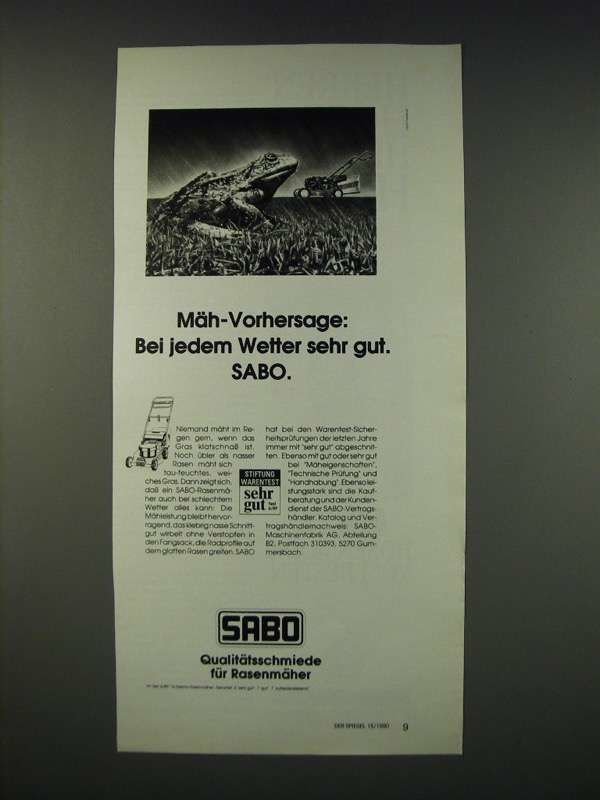 Mäh-Vorhersage:
Bei jedem Wetter sehr gut.
SABO.
Niemand mäht im Re-
gen gern, wenn das
Gras klatschnaß ist.
Noch übler als nasser
Rasen mäht sich
tau-feuchtes, wei-
ches Gras. Dann zeigt sich,
daß ein SABO-Rasenmä-
her auch bei schlechtem
Wetter alles kann: Die
Mähleistung bleibt hervor-
ragend, das klebrig nasse Schnitt-
gut wirbelt ohne Verstopfen in
den Fangsack, die Radprofile auf
dem glatten Rasen greifen. SABO
hat bei den Warentest-Sicher-
heitsprüfungen der letzten Jahre
immer mit "sehr gut" abgeschnit-
ten. Ebenso mit gut oder sehr gut
bei "Mäheigenschaften",
"Technische Prüfung" und
"Handhabung". Ebenso lei-
stungsstark sind die Kauf-
beratung und der Kunden-
dienst der SABO-Vertrags-
händler. Katalog und Ver-
tragshändlernachweis: SABO-
Maschinenfabrik AG, Abteilung
B2, Postfach 310393, 5270 Gum-
mersbach.
STIFTUNG
WARENTEST
sehr
gut
SABO
Qualitätsschmiede
für Rasenmäher
DER SPIEGEL 15/1990
9